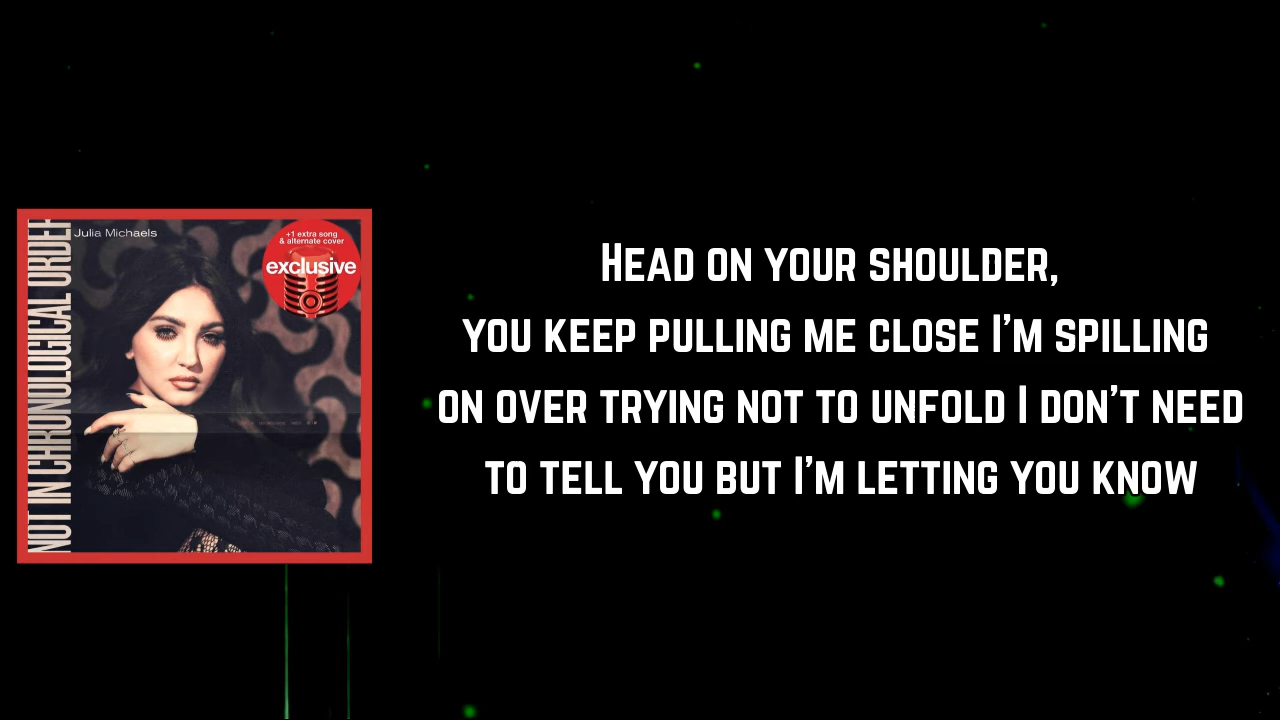 NOT IN CHRONOLOGICAL ORDER
Julia Michaels
+1 extra song
& alternate cover
exclusive
Head on your shoulder,
you keep pulling me close I'm spilling
on over trying not to unfold I don't need
to tell you but I'm letting you know